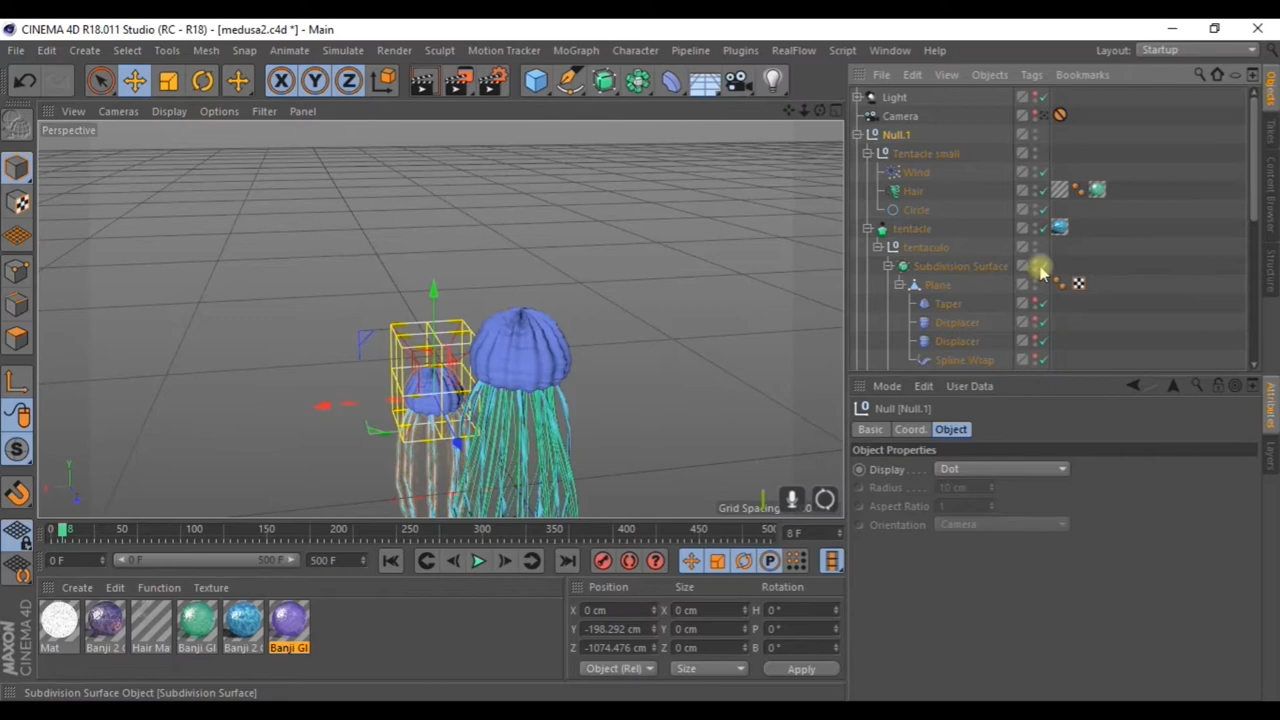 CINEMA 4D R18.011 Studio (RC - R18) - [medusa2.c4d *] - Main
File Edit Create Select Tools Mesh Snap Animate Simulate Render Sculpt Motion Tracker MoGraph Character Pipeline Plugins RealFlow Script Window Help Layout: Startup
X Y Z
File Edit View Objects Tags Bookmarks
View Cameras Display Options Filter Panel
Perspective
Light
Camera
Null.1
Tentacle small
Wind
Hair
Circle
tentacle
tentaculo
Subdivision Surface
Plane
Taper
Displacer
Displacer
Spline Wrap
Objects
Takes
Content Browser
Structure
Attributes
Layers
Mode Edit User Data
Null [Null.1]
Basic Coord. Object
Object Properties
Display . . . . Dot
Radius . . . . 10 cm
Aspect Ratio 1
Orientation . Camera
Y
X
Z
Grid Spacing
0 8 50 100 150 200 250 300 350 400 450 500 8 F
0 F 0 F 500 F 500 F
P
Create Edit Function Texture
Mat Banji 2 Hair Ma Banji Gl Banji 2 Banji Gl
Position Size Rotation
X 0 cm X 0 cm H 0 °
Y -198.292 cm Y 0 cm P 0 °
Z -1074.476 cm Z 0 cm B 0 °
Object (Rel) Size Apply
MAXON CINEMA 4D
Subdivision Surface Object [Subdivision Surface]